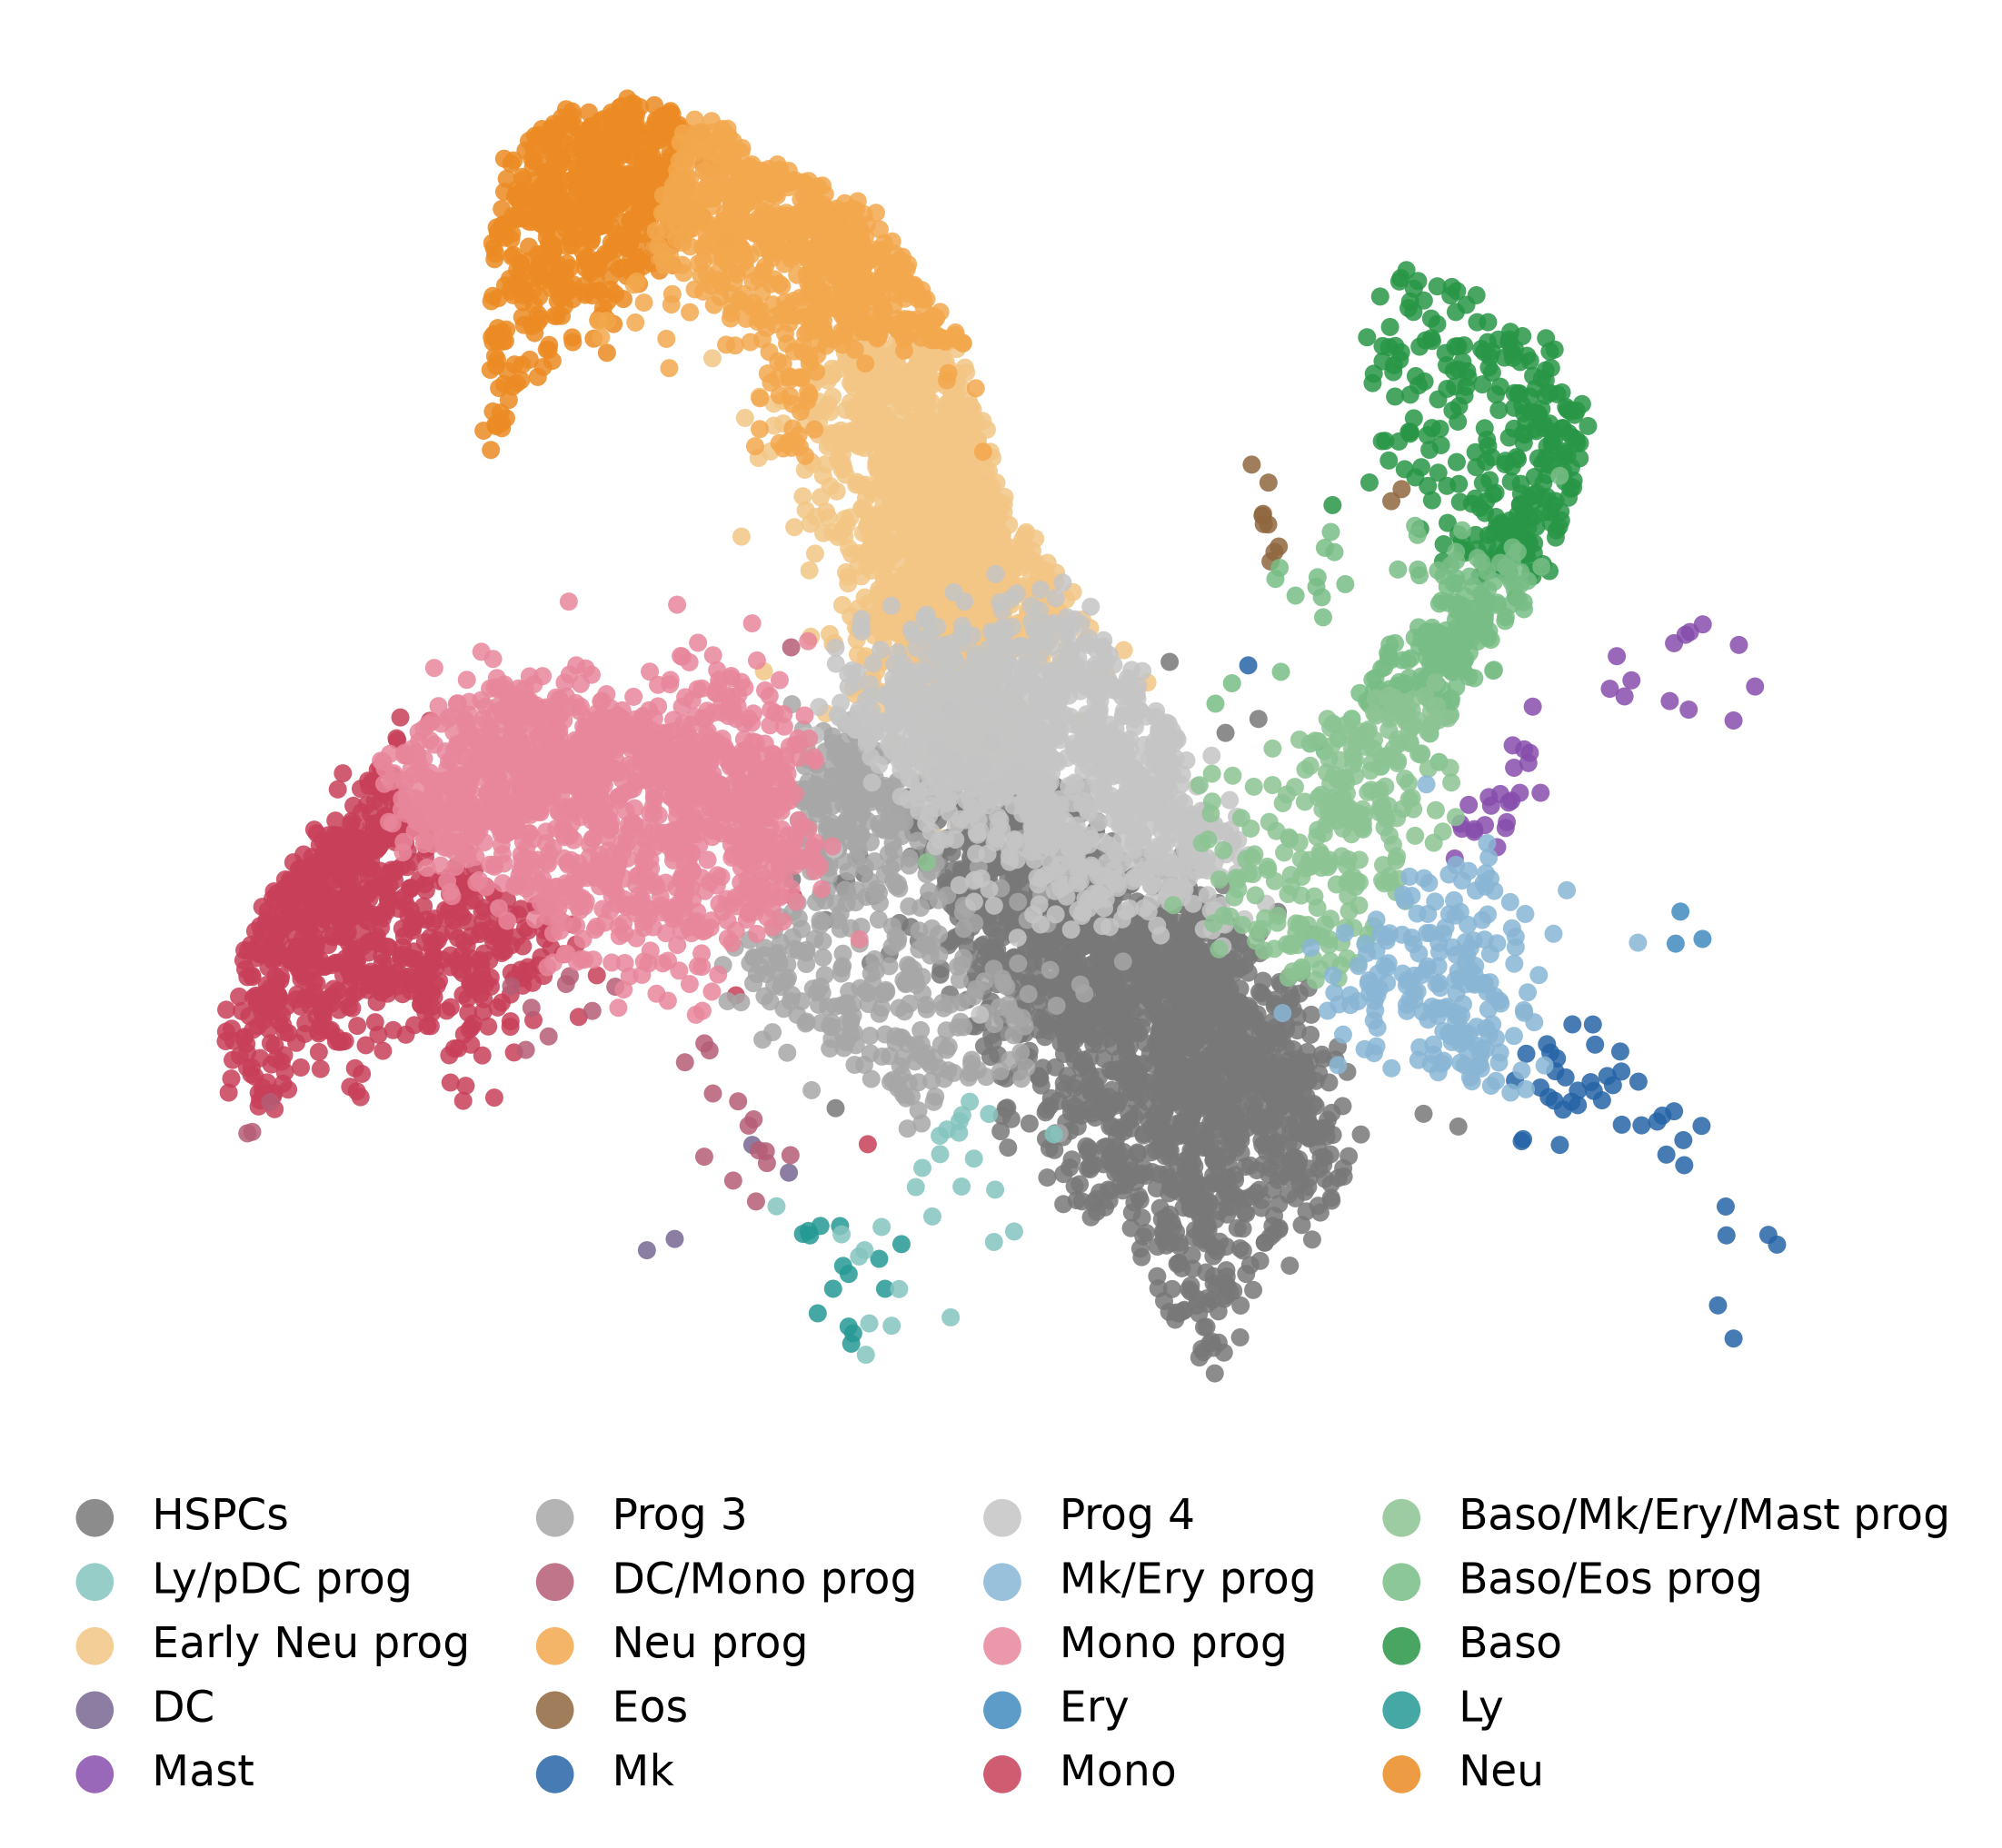 HSPCs Prog 3 Prog 4 Baso/Mk/Ery/Mast prog
Ly/pDC prog DC/Mono prog Mk/Ery prog Baso/Eos prog
Early Neu prog Neu prog Mono prog Baso
DC Eos Ery Ly
Mast Mk Mono Neu